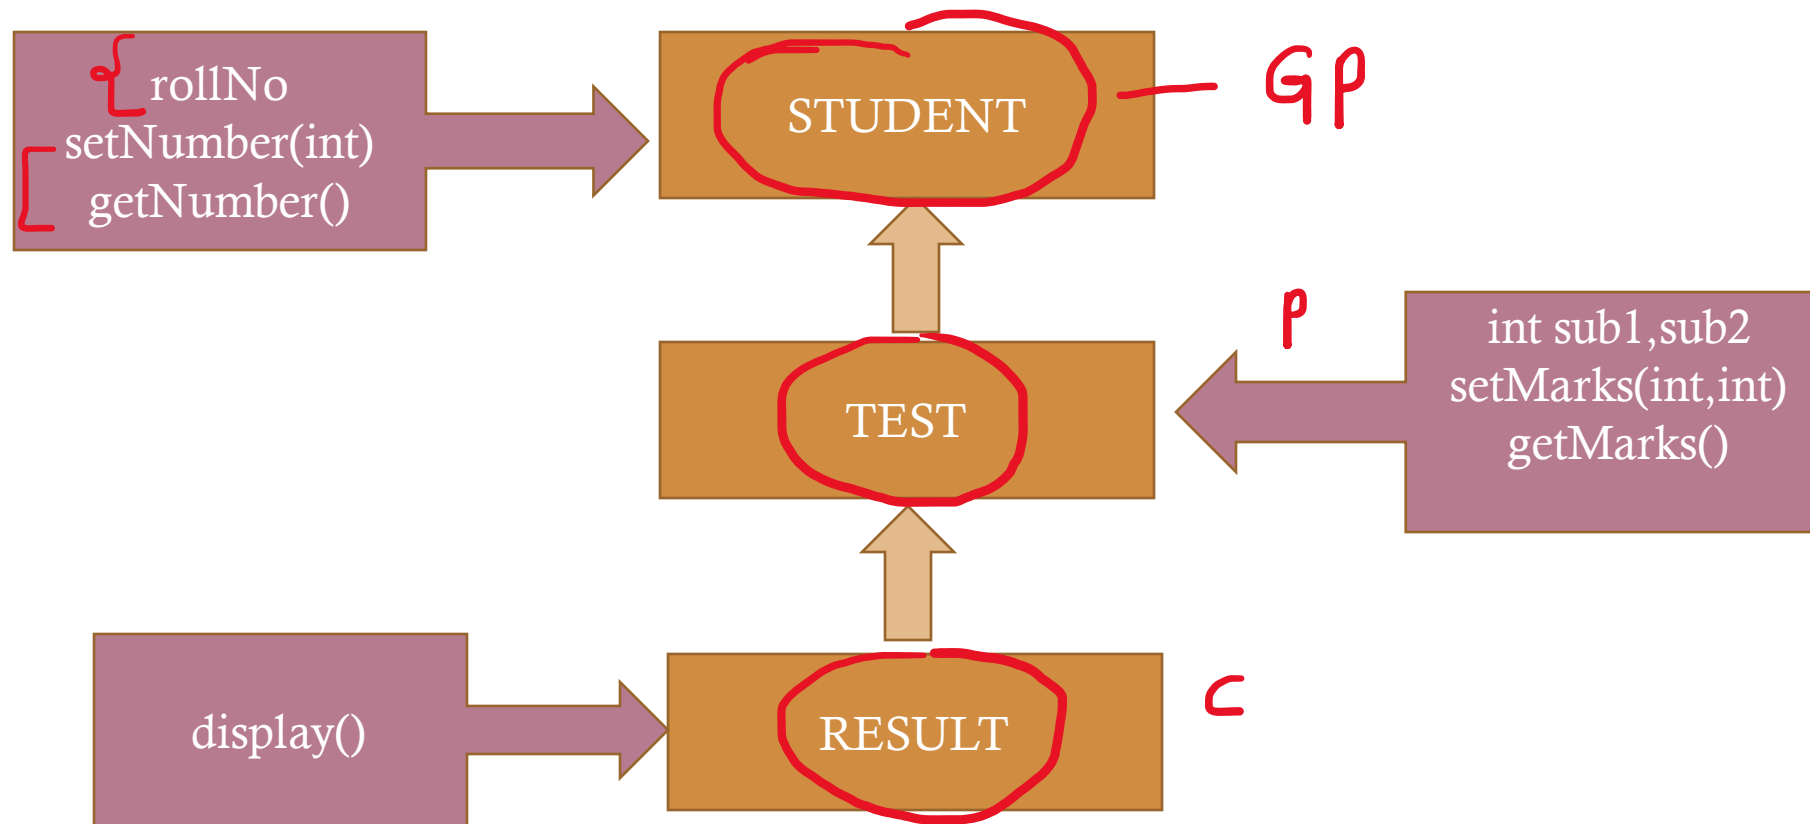 rollNo
setNumber(int)
getNumber()
STUDENT
GP
P
int sub1,sub2
setMarks(int,int)
getMarks()
TEST
display()
RESULT
C